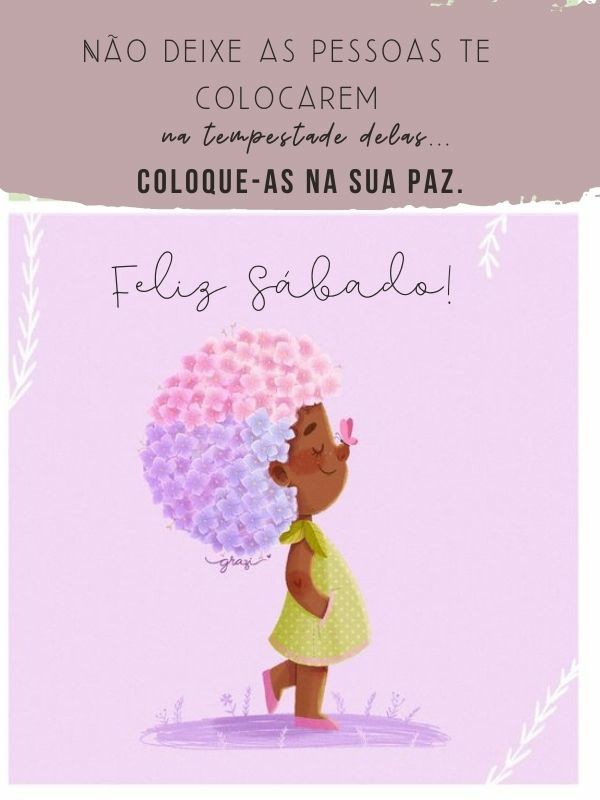 NÃO DEIXE AS PESSOAS TE
COLOCAREM
na tempestade delas...
COLOQUE-AS NA SUA PAZ.
Feliz Sábado!
grazi